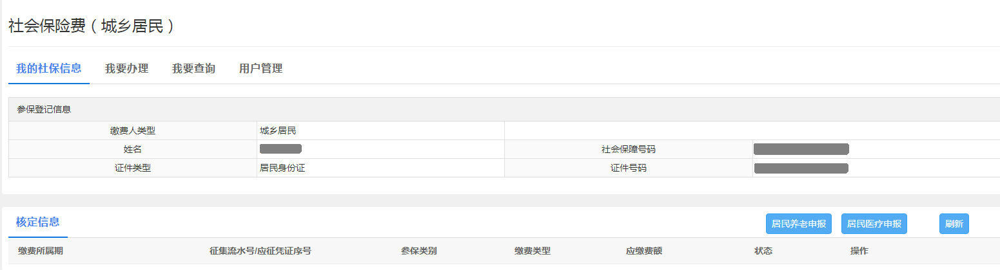 社会保险费（城乡居民）
我的社保信息 我要办理 我要查询 用户管理
参保登记信息
缴费人类型 城乡居民
姓名 社会保障号码
证件类型 居民身份证 证件号码
核定信息 居民养老申报 居民医疗申报 刷新
缴费所属期 征集流水号/应征凭证序号 参保类别 缴费类型 应缴费额 状态 操作